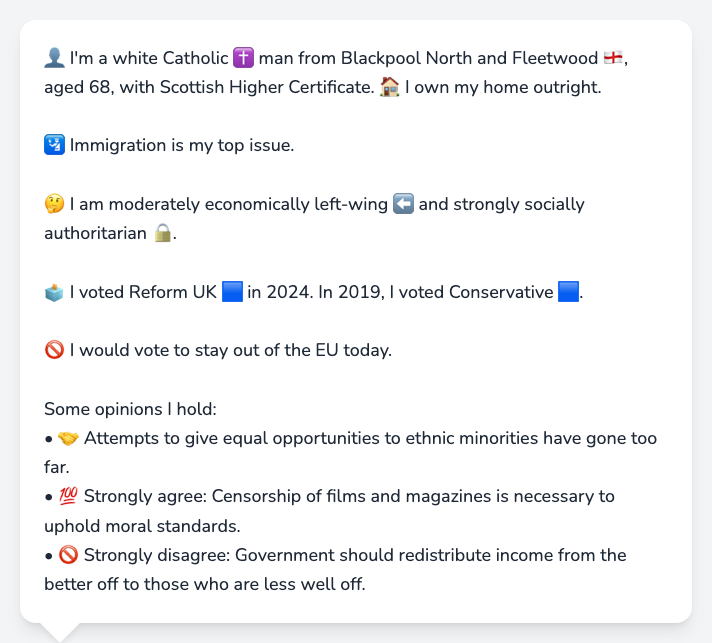 👤 I'm a white Catholic ✝️ man from Blackpool North and Fleetwood 🏴󠁧󠁢󠁥󠁮󠁧󠁿,
aged 68, with Scottish Higher Certificate. 🏠 I own my home outright.
🛂 Immigration is my top issue.
🤔 I am moderately economically left-wing ⬅️ and strongly socially
authoritarian 🔒.
🗳️ I voted Reform UK 🟦 in 2024. In 2019, I voted Conservative 🟦.
🚫 I would vote to stay out of the EU today.
Some opinions I hold:
• 🤝 Attempts to give equal opportunities to ethnic minorities have gone too
far.
• 💯 Strongly agree: Censorship of films and magazines is necessary to
uphold moral standards.
• 🚫 Strongly disagree: Government should redistribute income from the
better off to those who are less well off.